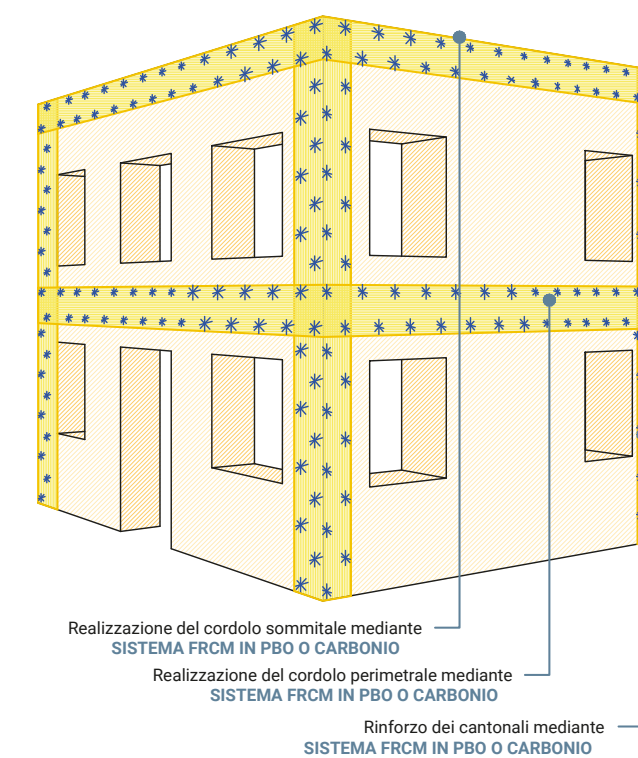 Realizzazione del cordolo sommitale mediante
SISTEMA FRCM IN PBO O CARBONIO
Realizzazione del cordolo perimetrale mediante
SISTEMA FRCM IN PBO O CARBONIO
Rinforzo dei cantonali mediante
SISTEMA FRCM IN PBO O CARBONIO